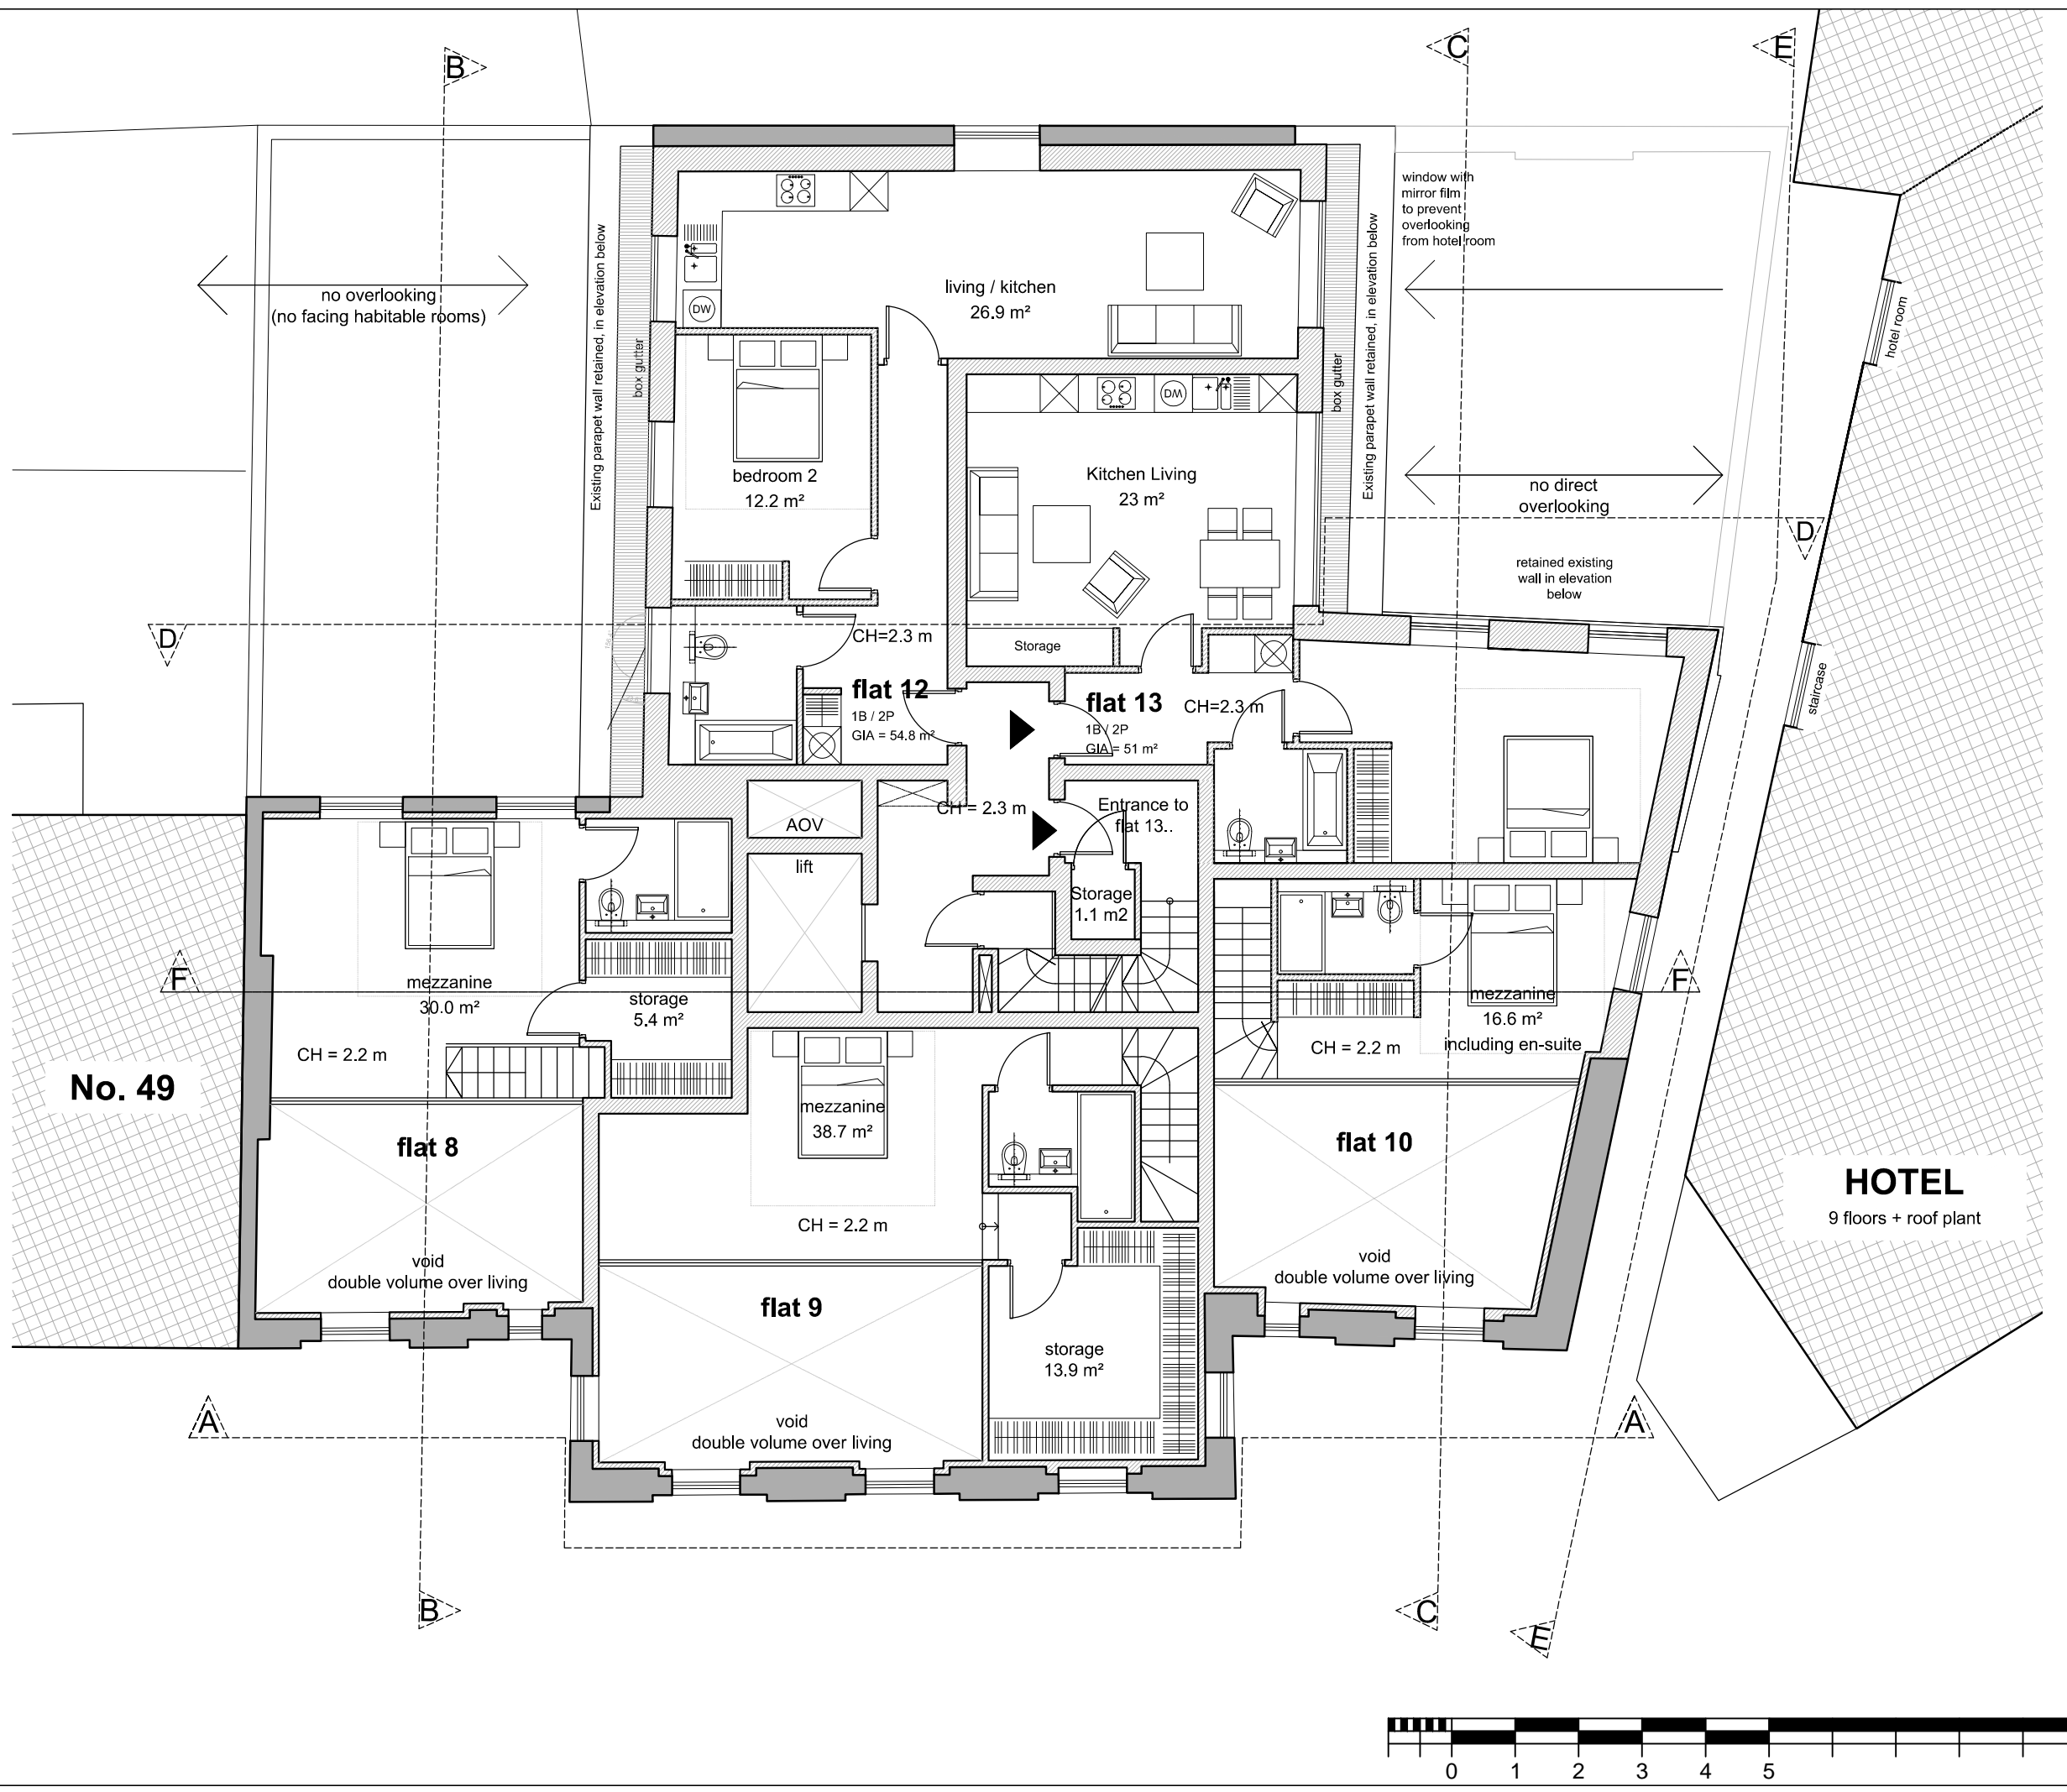 B
C
E
window with
mirror film
to prevent
overlooking
from hotel room
Existing parapet wall retained, in elevation below
Existing parapet wall retained, in elevation below
no overlooking
(no facing habitable rooms)
living / kitchen
26.9 m²
DW
hotel room
box gutter
box gutter
DW
bedroom 2
12.2 m²
Kitchen Living
23 m²
no direct
overlooking
D
retained existing
wall in elevation
below
D
CH=2.3 m
Storage
staircase
flat 12
1B / 2P
GIA = 54.8 m²
flat 13
1B / 2P
GIA = 51 m²
CH=2.3 m
AOV
CH = 2.3 m
Entrance to
flat 13..
lift
Storage
1.1 m2
F
mezzanine
30.0 m²
storage
5.4 m²
F
mezzanine
16.6 m²
including en-suite
CH = 2.2 m
CH = 2.2 m
No. 49
mezzanine
38.7 m²
flat 8
flat 10
HOTEL
9 floors + roof plant
CH = 2.2 m
void
double volume over living
void
double volume over living
flat 9
storage
13.9 m²
A
void
double volume over living
A
B
C
E
0 1 2 3 4 5